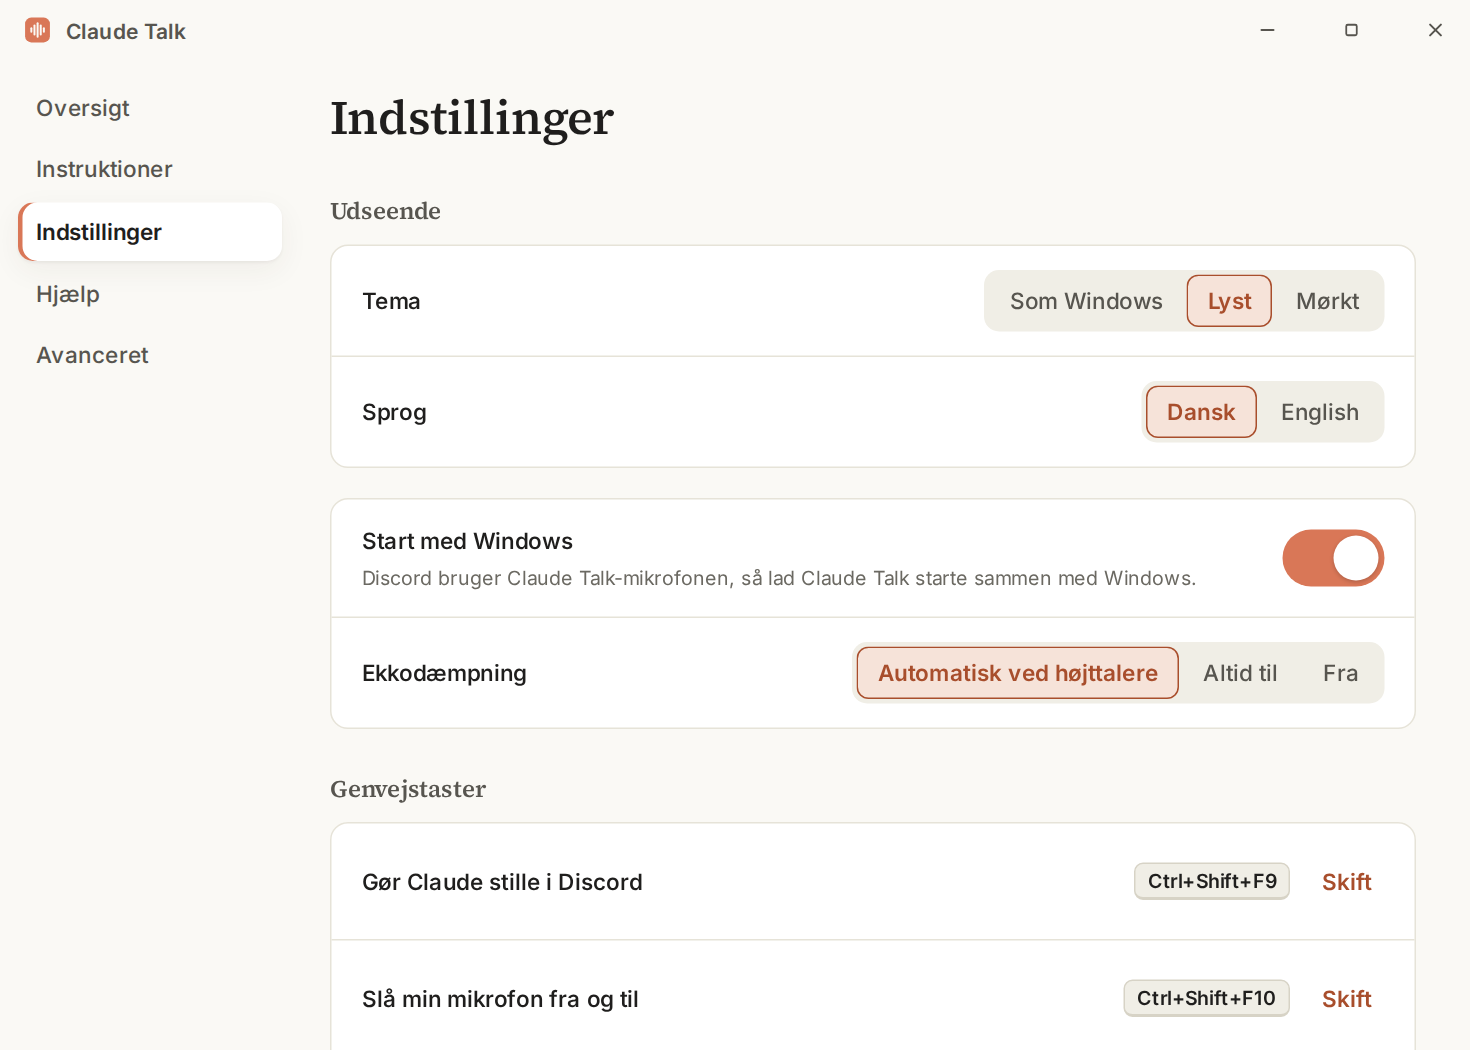 Claude Talk
Oversigt
Instruktioner
Indstillinger
Hjælp
Avanceret
Indstillinger
Udseende
Tema
Som Windows Lyst Mørkt
Sprog
Dansk English
Start med Windows
Discord bruger Claude Talk-mikrofonen, så lad Claude Talk starte sammen med Windows.
Ekkodæmpning
Automatisk ved højttalere Altid til Fra
Genvejstaster
Gør Claude stille i Discord
Ctrl+Shift+F9 Skift
Slå min mikrofon fra og til
Ctrl+Shift+F10 Skift